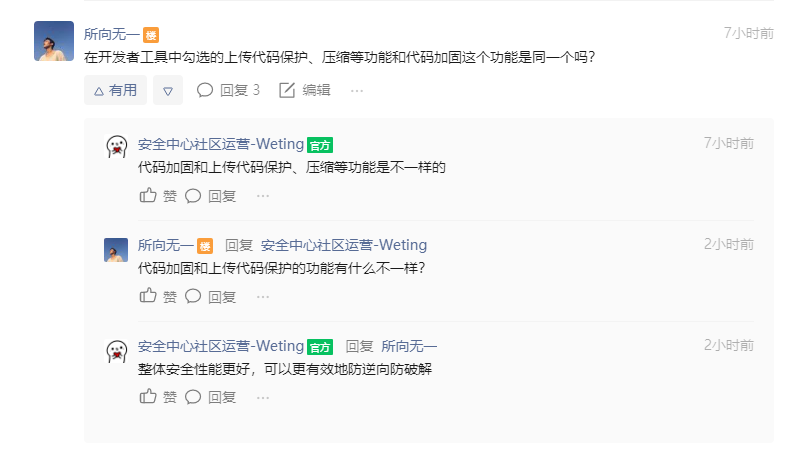 所向无一 楼 7小时前
在开发者工具中勾选的上传代码保护、压缩等功能和代码加固这个功能是同一个吗？
有用 回复 3 编辑 ···
安全中心社区运营-Weting 官方 7小时前
代码加固和上传代码保护、压缩等功能是不一样的
赞 回复 ···
所向无一 楼 回复 安全中心社区运营-Weting 2小时前
代码加固和上传代码保护的功能有什么不一样？
赞 回复 ···
安全中心社区运营-Weting 官方 回复 所向无一 2小时前
整体安全性能更好，可以更有效地防逆向防破解
赞 回复 ···